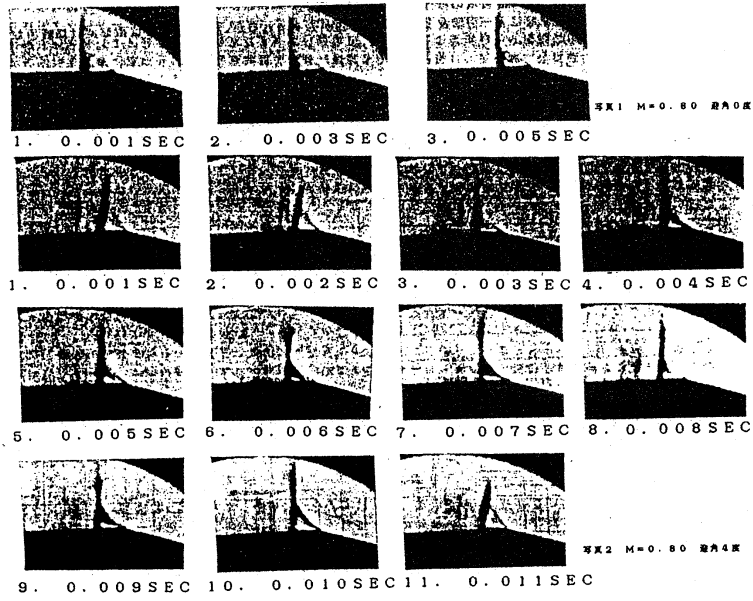 1. 0.001SEC
2. 0.003SEC
3. 0.005SEC
写真1 M=0.80 迎角0度
1. 0.001SEC
2. 0.002SEC
3. 0.003SEC
4. 0.004SEC
5. 0.005SEC
6. 0.006SEC
7. 0.007SEC
8. 0.008SEC
9. 0.009SEC
10. 0.010SEC
11. 0.011SEC
写真2 M=0.80 迎角4度